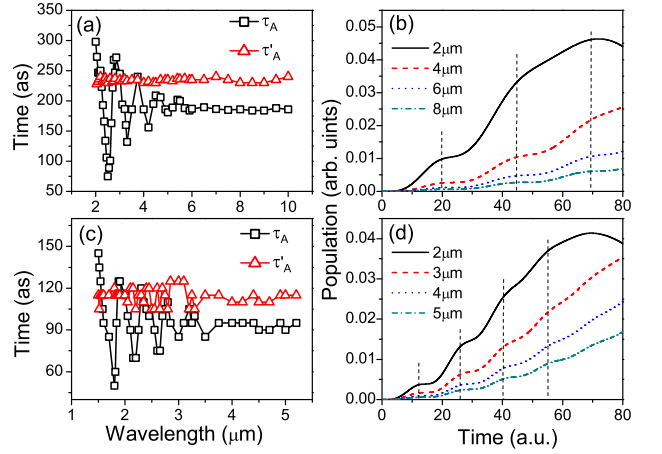 (a)
τA
τ'A
Time (as)
350
300
250
200
150
100
50
2
4
6
8
10
(b)
2μm
4μm
6μm
8μm
0.05
0.04
0.03
0.02
0.01
0.00
0
20
40
60
80
Population (arb. uints)
(c)
τA
τ'A
Time (as)
150
120
90
60
1
2
3
4
5
Wavelength (μm)
(d)
2μm
3μm
4μm
5μm
0.04
0.03
0.02
0.01
0.00
0
20
40
60
80
Time (a.u.)